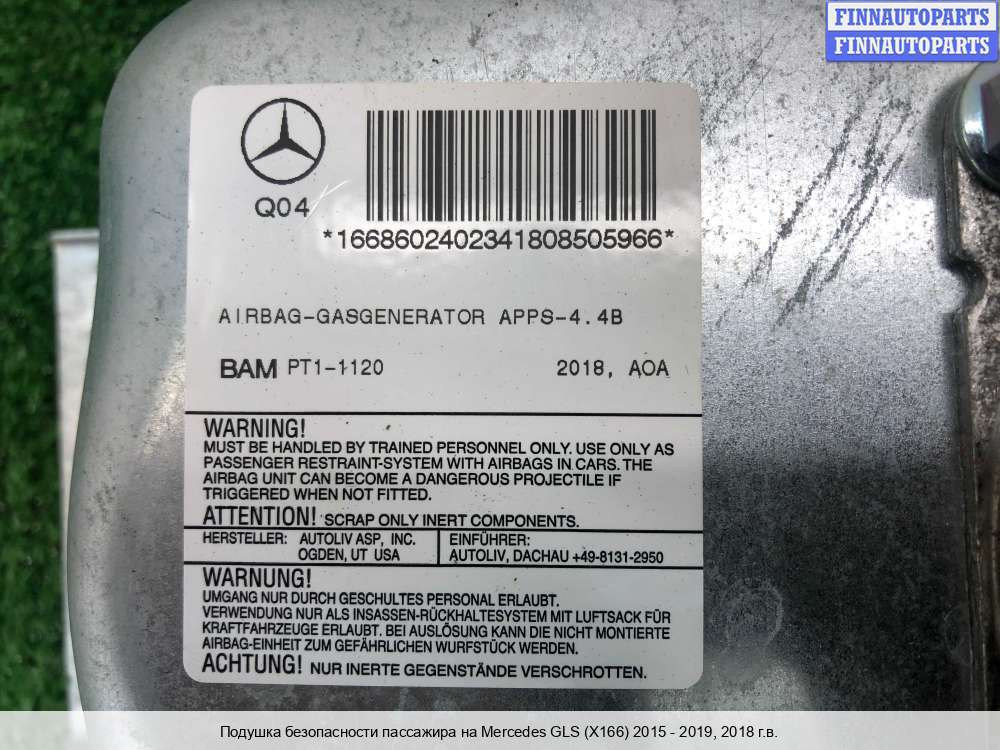 FINNAUTOPARTS
FINNAUTOPARTS
Q04
*1668602402341808505966*
AIRBAG-GASGENERATOR APPS-4.4B
BAM PT1-1120 2018, AOA
WARNING!
MUST BE HANDLED BY TRAINED PERSONNEL ONLY. USE ONLY AS
PASSENGER RESTRAINT-SYSTEM WITH AIRBAGS IN CARS. THE
AIRBAG UNIT CAN BECOME A DANGEROUS PROJECTILE IF
TRIGGERED WHEN NOT FITTED.
ATTENTION! SCRAP ONLY INERT COMPONENTS.
HERSTELLER: AUTOLIV ASP, INC.
OGDEN, UT USA
EINFÜHRER:
AUTOLIV, DACHAU +49-8131-2950
WARNUNG!
UMGANG NUR DURCH GESCHULTES PERSONAL ERLAUBT.
VERWENDUNG NUR ALS INSASSEN-RÜCKHALTESYSTEM MIT LUFTSACK FÜR
KRAFTFAHRZEUGE ERLAUBT. BEI AUSLÖSUNG KANN DIE NICHT MONTIERTE
AIRBAG-EINHEIT ZUM GEFÄHRLICHEN WURFSTÜCK WERDEN.
ACHTUNG! NUR INERTE GEGENSTÄNDE VERSCHROTTEN.
Подушка безопасности пассажира на Mercedes GLS (X166) 2015 - 2019, 2018 г.в.